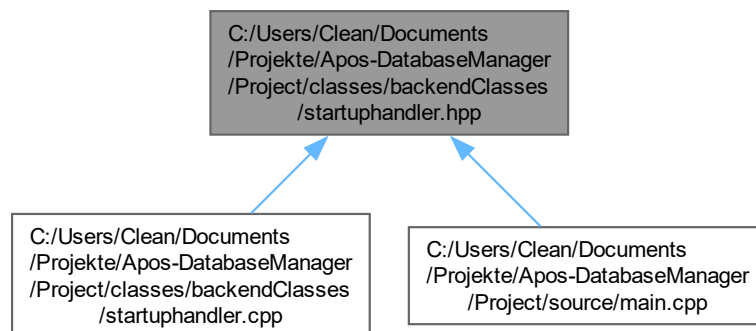 C:/Users/Clean/Documents
/Projekte/Apos-DatabaseManager
/Project/classes/backendClasses
/startuphandler.hpp
C:/Users/Clean/Documents
/Projekte/Apos-DatabaseManager
/Project/classes/backendClasses
/startuphandler.cpp
C:/Users/Clean/Documents
/Projekte/Apos-DatabaseManager
/Project/source/main.cpp